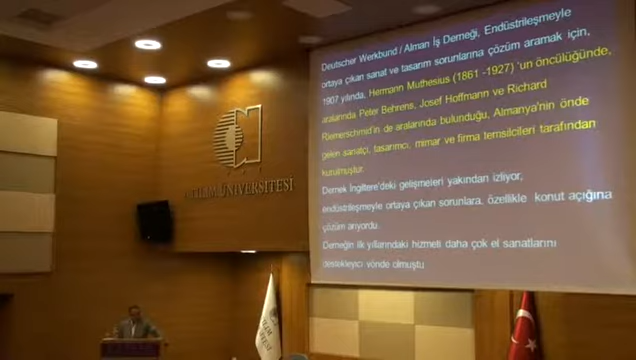 Deutscher Werkbund / Alman İş Derneği, Endüstrileşmeyle
ortaya çıkan sanat ve tasarım sorunlarına çözüm aramak için,
1907 yılında, Hermann Muthesius (1861 -1927) 'un öncülüğünde,
aralarında Peter Behrens, Josef Hoffmann ve Richard
Riemerschmid'in de aralarında bulunduğu, Almanya'nin önde
gelen sanatçı, tasarımcı, mimar ve firma temsilcileri tarafından
kurulmuştur.
Dernek İngiltere'deki gelişmeleri yakından izliyor,
endüstrileşmeyle ortaya çıkan sorunlara, özellikle konut açığına
çözüm arıyordu.
Derneğin ilk yıllarındaki hizmeti daha çok el sanatlarını
destekleyici yönde olmuştu
ÜNİVERSİTESİ